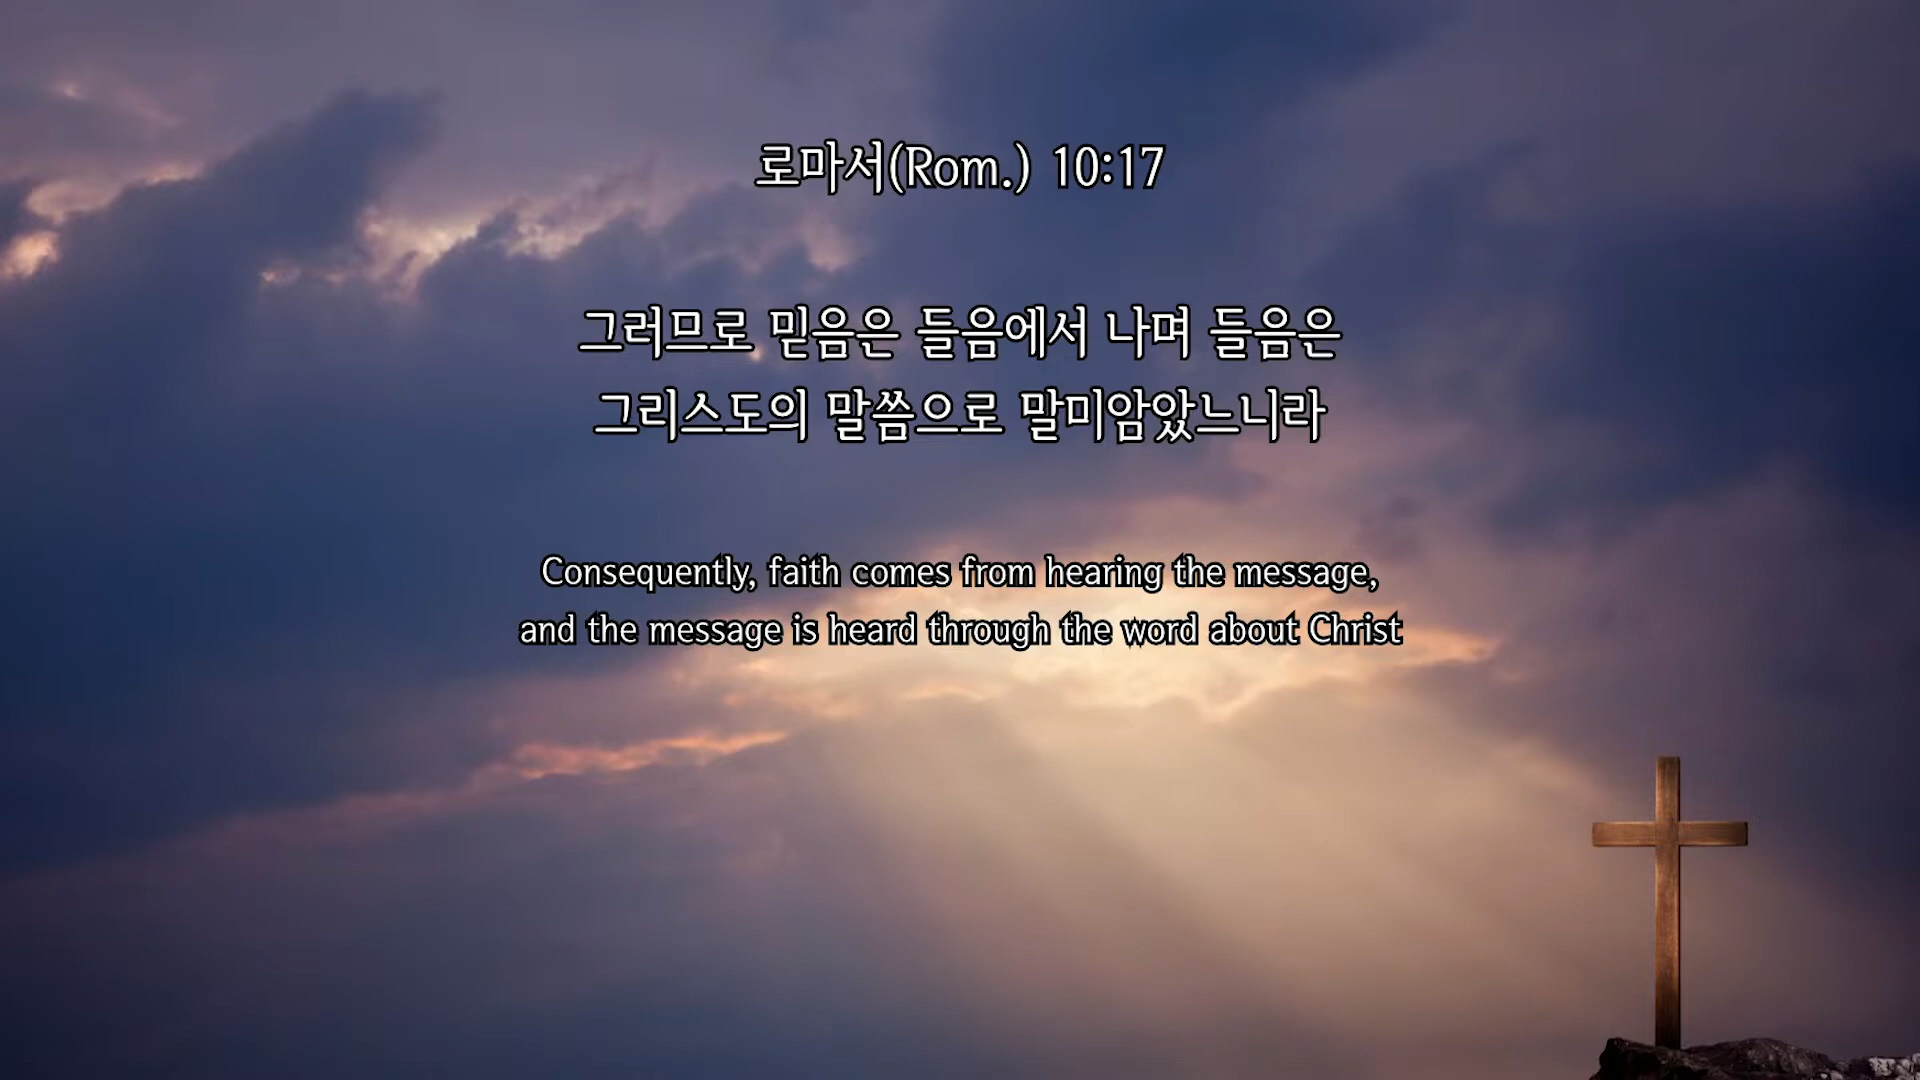 로마서(Rom.) 10:17
그러므로 믿음은 들음에서 나며 들음은
그리스도의 말씀으로 말미암았느니라
Consequently, faith comes from hearing the message,
and the message is heard through the word about Christ